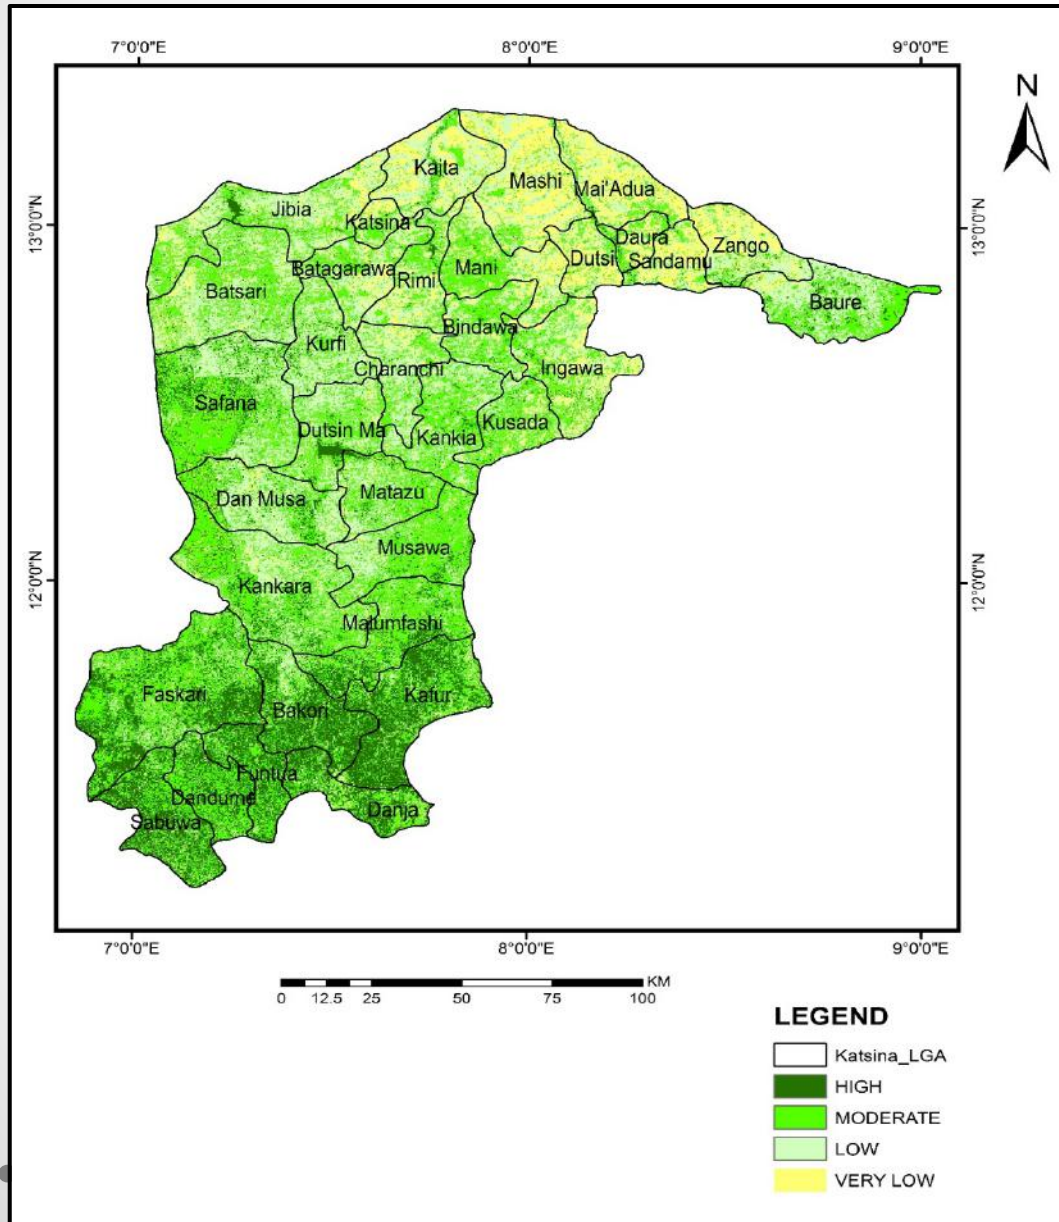 7°0'0"E 8°0'0"E 9°0'0"E
N
Kaita
Mashi
Mai'Adua
Jibia
Katsina
13°0'0"N
13°0'0"N
Daura
Zango
Dutsi
Sandamu
Batagarawa
Rimi
Mani
Batsari
Baure
Bindawa
Kurfi
Charanchi
Ingawa
Safana
Kusada
Dutsin Ma
Kankia
Dan Musa
Matazu
Musawa
12°0'0"N
12°0'0"N
Kankara
Malumfashi
Faskari
Kafur
Bakori
Funtua
Dandume
Danja
Sabuwa
7°0'0"E 8°0'0"E 9°0'0"E
KM
0 12.5 25 50 75 100
LEGEND
Katsina_LGA
HIGH
MODERATE
LOW
VERY LOW